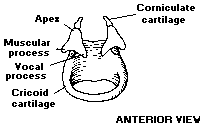 Corniculate
cartilage
Apex
Muscular
process
Vocal
process
Cricoid
cartilage
ANTERIOR VIEW